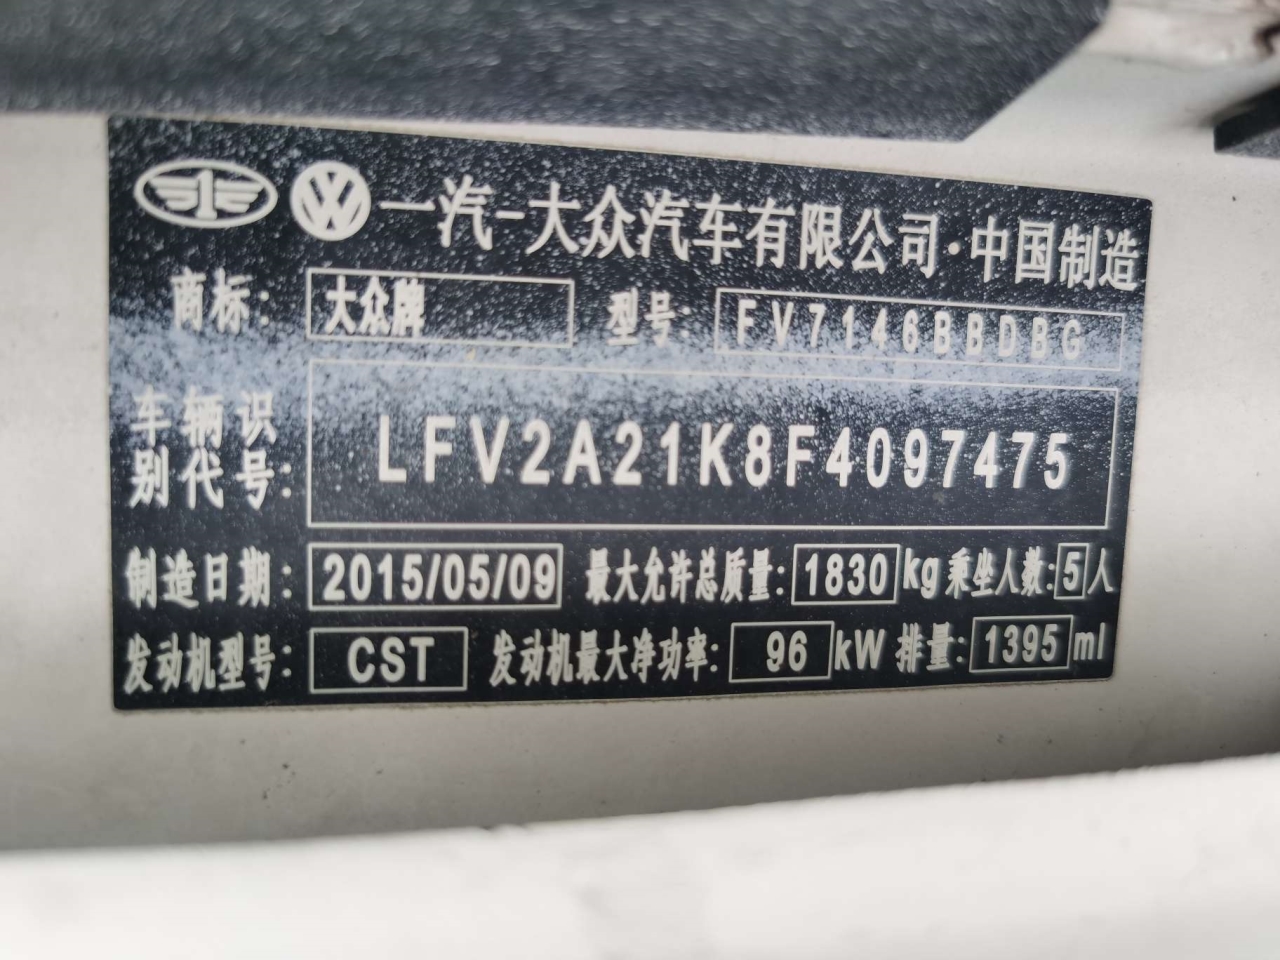 一汽-大众汽车有限公司·中国制造
商标: 大众牌 型号: FV7146BBDBG
车辆识别代号: LFV2A21K8F4097475
制造日期: 2015/05/09 最大允许总质量: 1830 kg 乘坐人数: 5 人
发动机型号: CST 发动机最大净功率: 96 kW 排量: 1395 ml